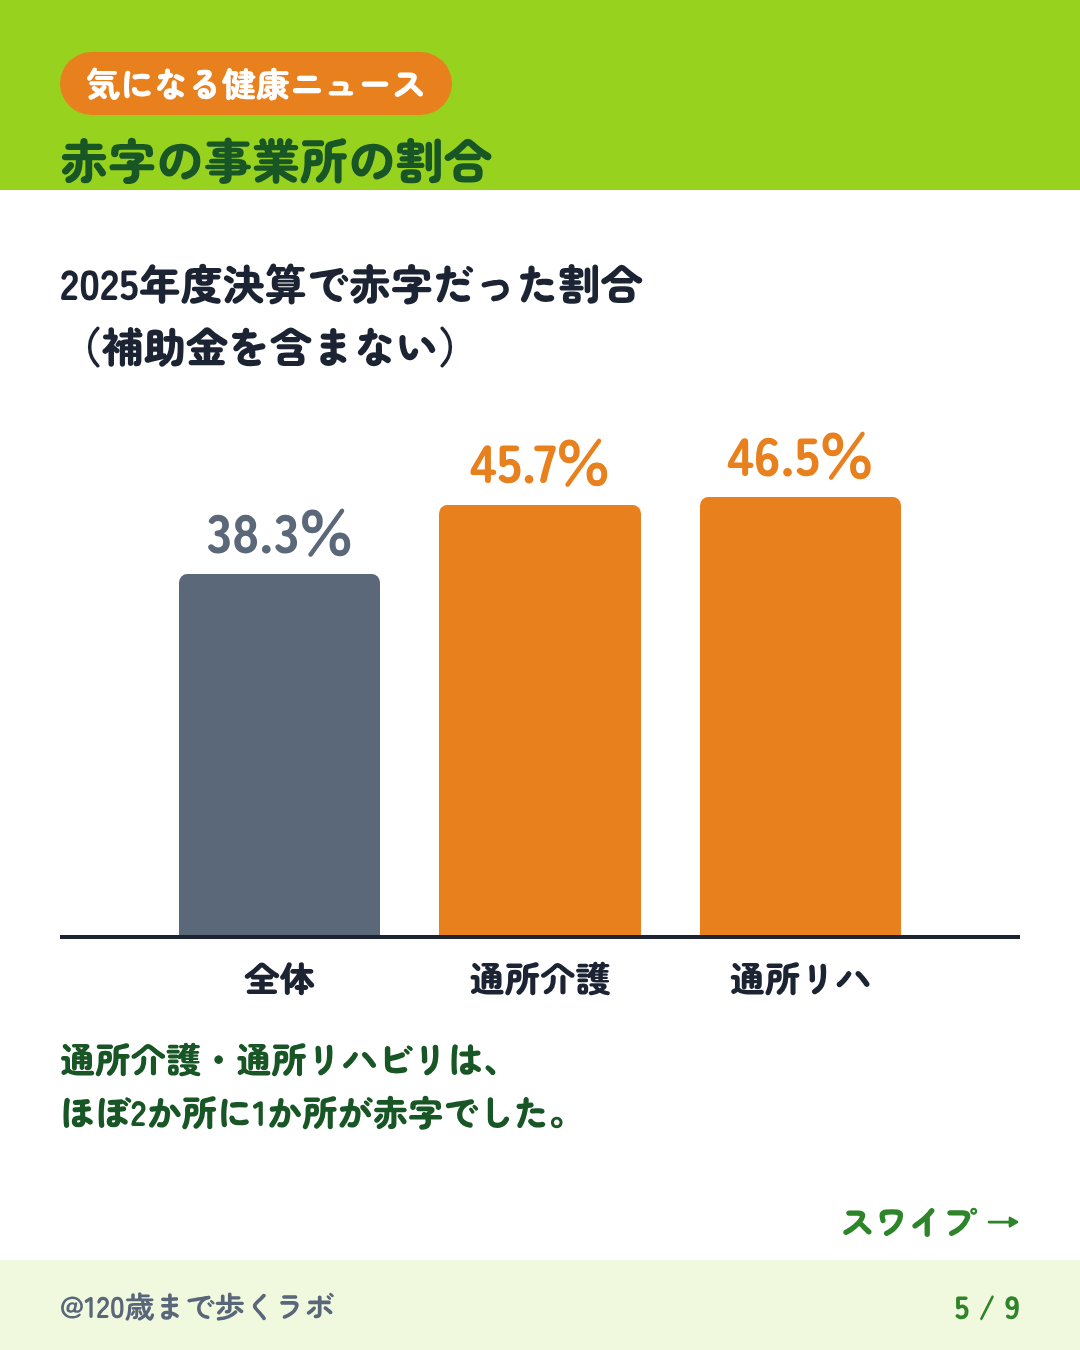 気になる健康ニュース
赤字の事業所の割合
2025年度決算で赤字だった割合
（補助金を含まない）
38.3%
45.7%
46.5%
全体
通所介護
通所リハ
通所介護・通所リハビリは、
ほぼ2か所に1か所が赤字でした。
スワイプ →
@120歳まで歩くラボ
5 / 9